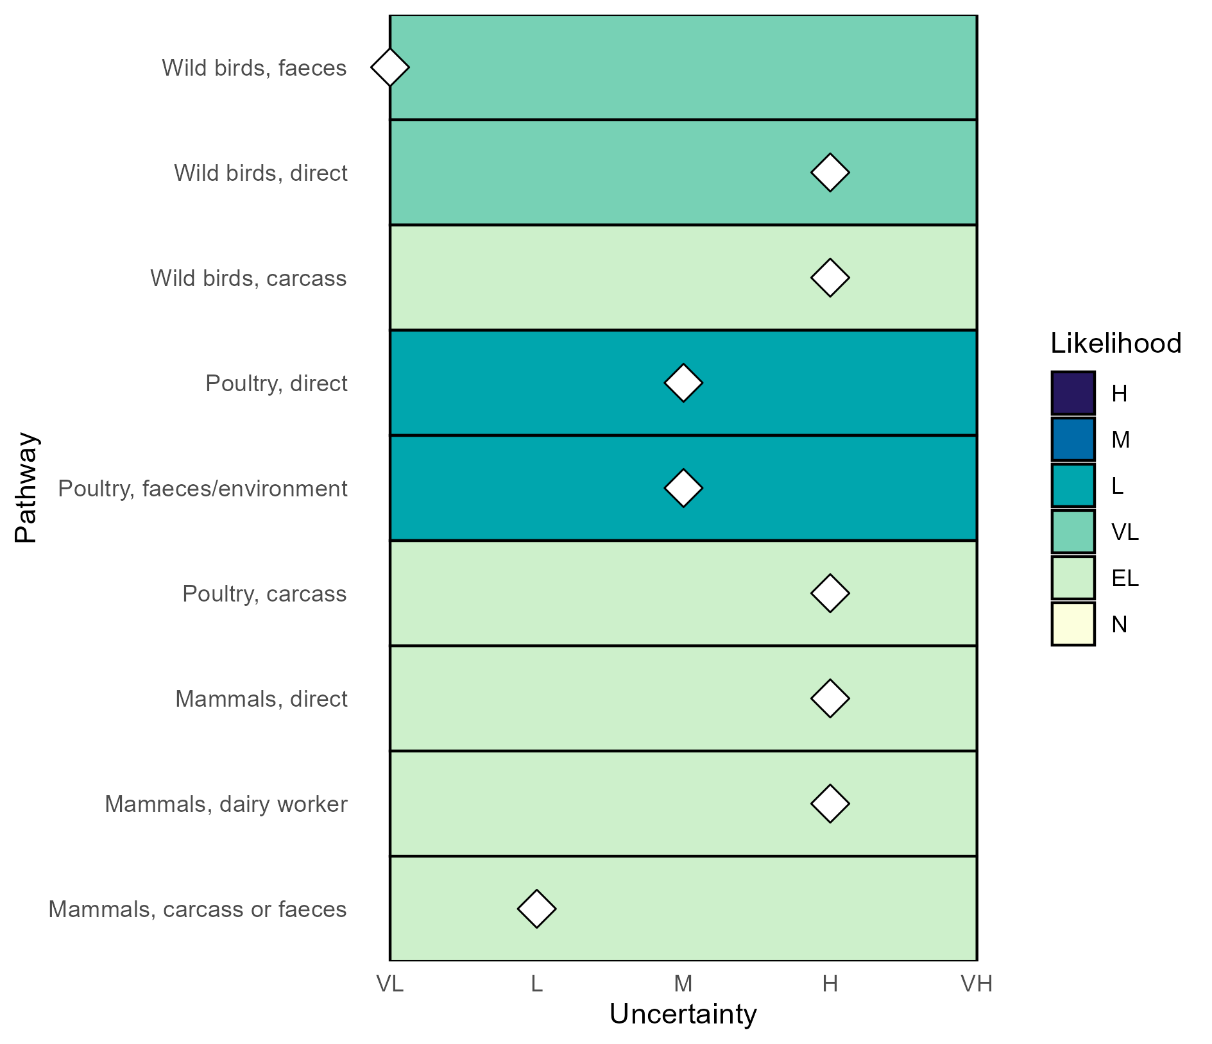 Wild birds, faeces
Wild birds, direct
Wild birds, carcass
Poultry, direct
Poultry, faeces/environment
Poultry, carcass
Mammals, direct
Mammals, dairy worker
Mammals, carcass or faeces
Pathway
VL
L
M
H
VH
Uncertainty
Likelihood
H
M
L
VL
EL
N